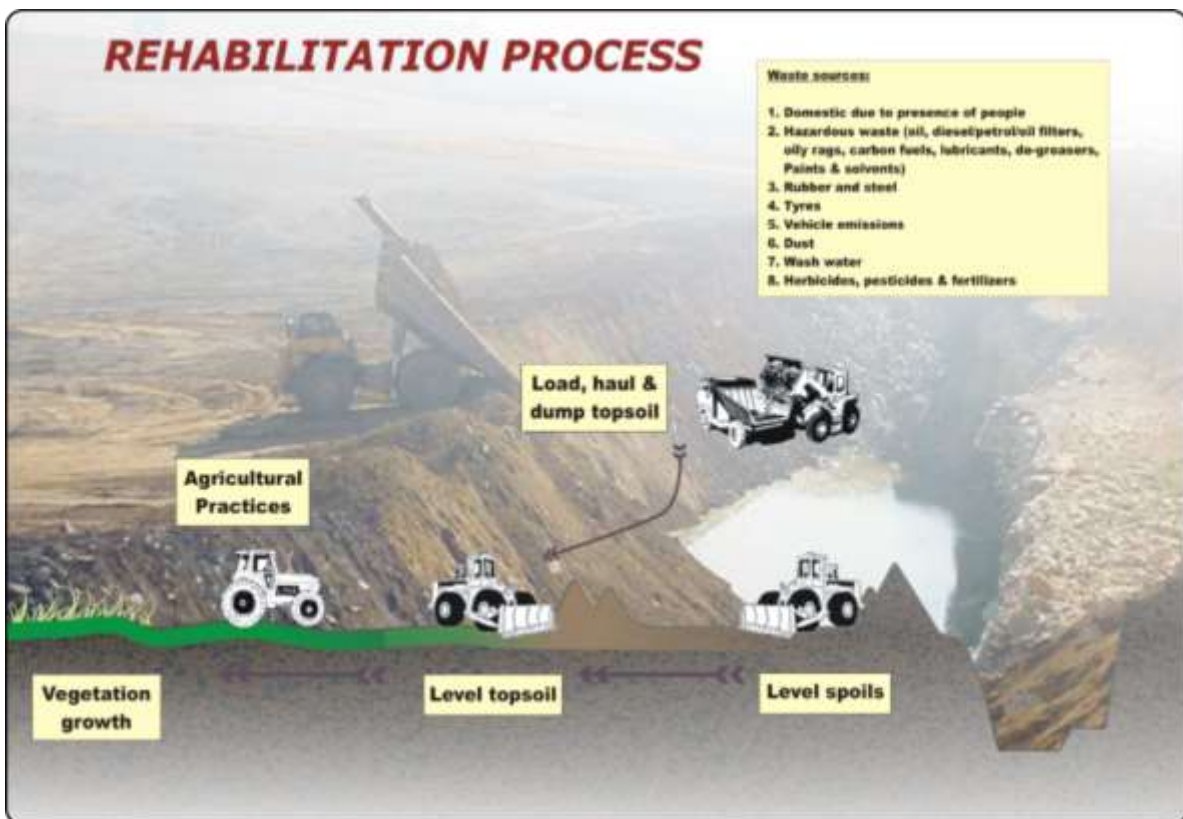 REHABILITATION PROCESS
Waste sources:
1. Domestic due to presence of people
2. Hazardous waste (oil, diesel/petrol/oil filters,
oily rags, carbon fuels, lubricants, de-greasers,
Paints & solvents)
3. Rubber and steel
4. Tyres
5. Vehicle emissions
6. Dust
7. Wash water
8. Herbicides, pesticides & fertilizers
Load, haul &
dump topsoil
Agricultural
Practices
Vegetation
growth
Level topsoil
Level spoils